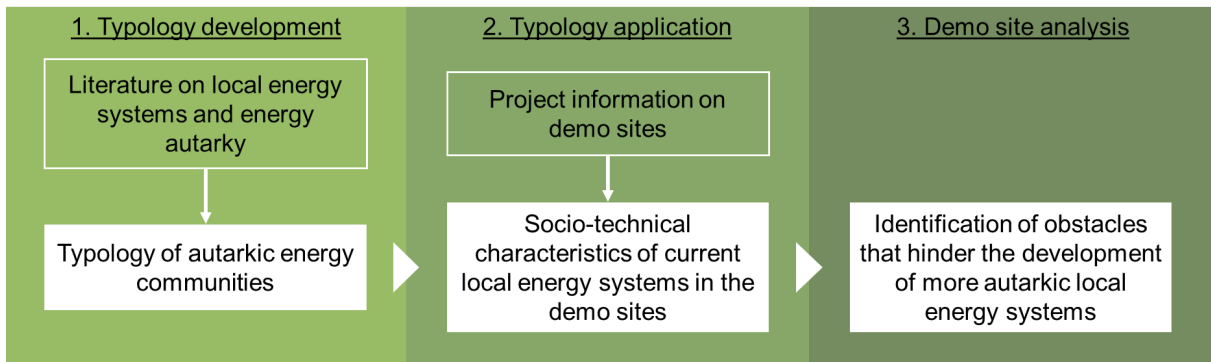 1. Typology development
Literature on local energy
systems and energy
autarky
Typology of autarkic energy
communities
2. Typology application
Project information on
demo sites
Socio-technical
characteristics of current
local energy systems in the
demo sites
3. Demo site analysis
Identification of obstacles
that hinder the development
of more autarkic local
energy systems